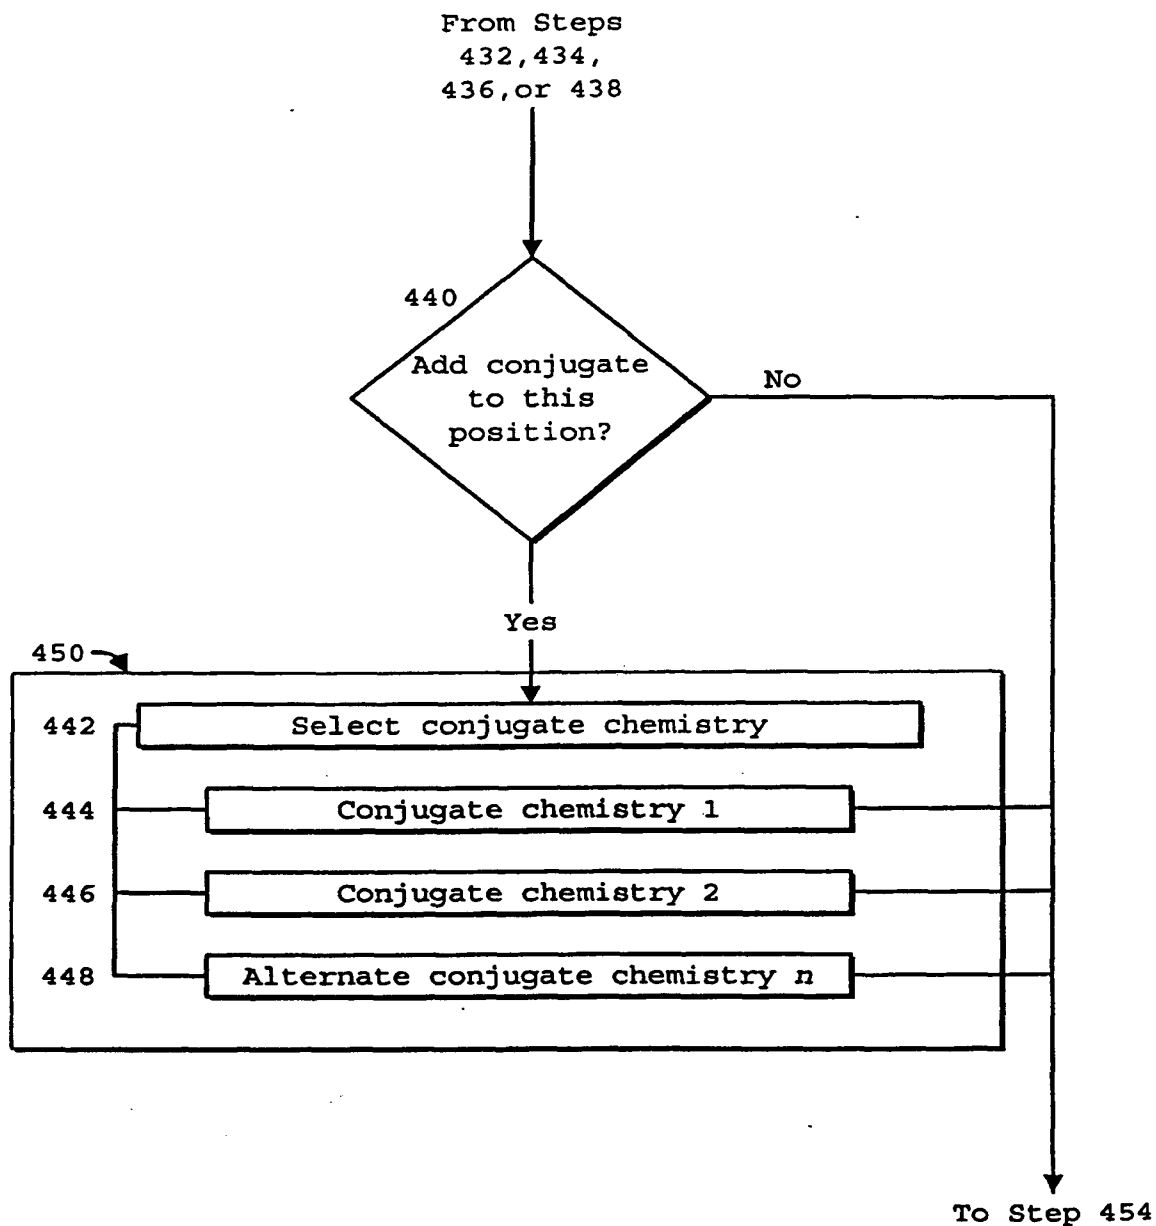 From Steps
432,434,
436,or 438
440
Add conjugate
to this
position?
No
Yes
450
442
Select conjugate chemistry
444
Conjugate chemistry 1
446
Conjugate chemistry 2
448
Alternate conjugate chemistry n
To Step 454